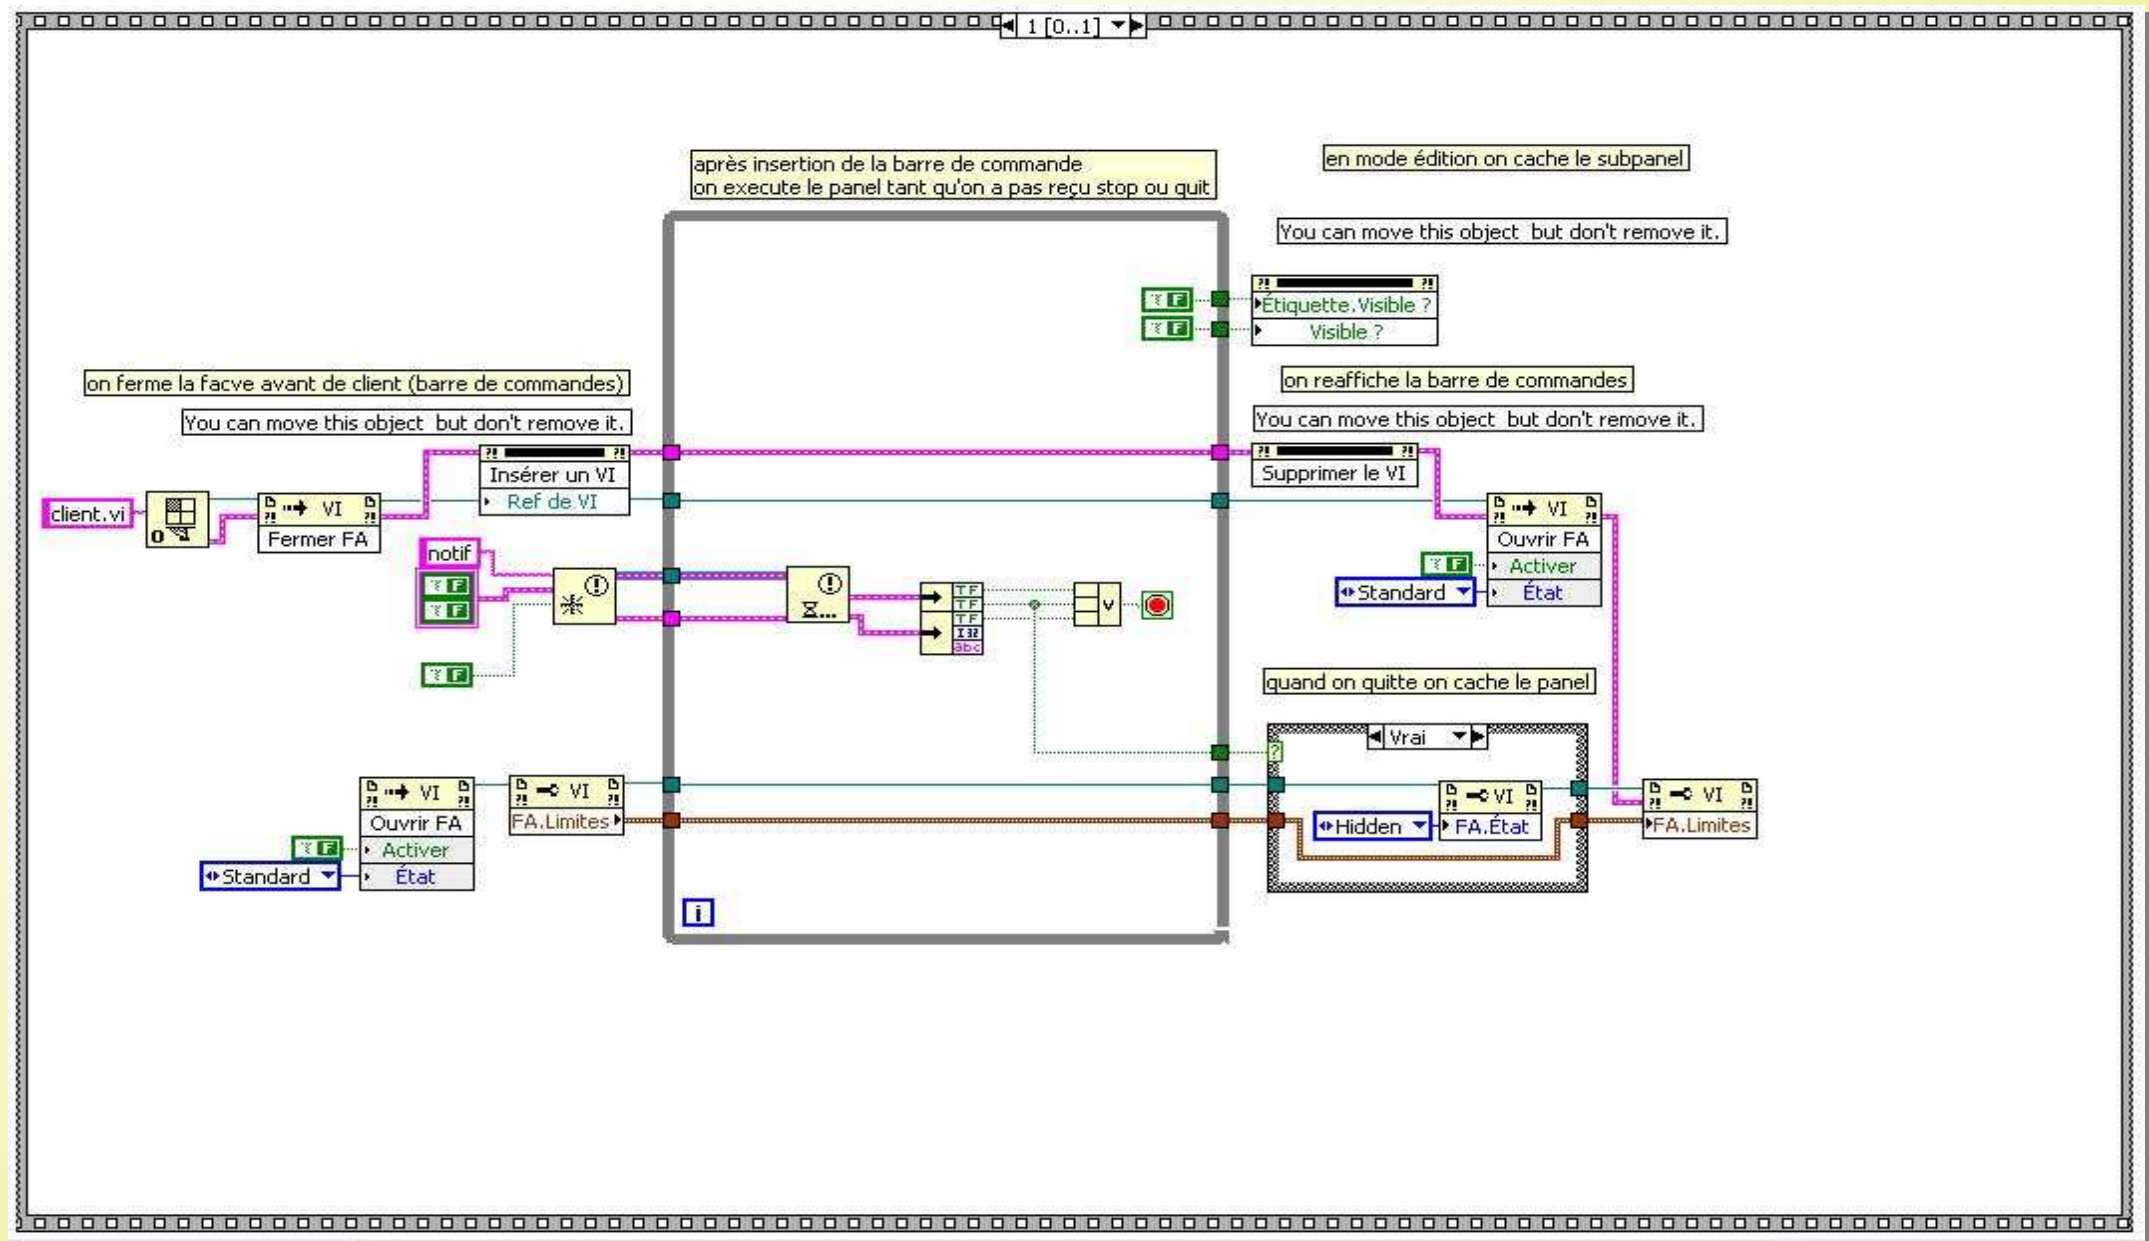 1 [0..1]
après insertion de la barre de commande
on execute le panel tant qu'on a pas reçu stop ou quit
en mode édition on cache le subpanel
You can move this object  but don't remove it.
F
Étiquette.Visible ?
F
Visible ?
on ferme la facve avant de client (barre de commandes)
You can move this object  but don't remove it.
on reaffiche la barre de commandes
You can move this object  but don't remove it.
Insérer un VI
Ref de VI
Supprimer le VI
client.vi
VI
Fermer FA
VI
Ouvrir FA
F
Activer
Standard
État
notif
F
F
F
TF
TF
TF
I32
abc
V
quand on quitte on cache le panel
Vrai
?
VI
Ouvrir FA
F
Activer
Standard
État
VI
FA.Limites
Hidden
VI
FA.État
VI
FA.Limites
i